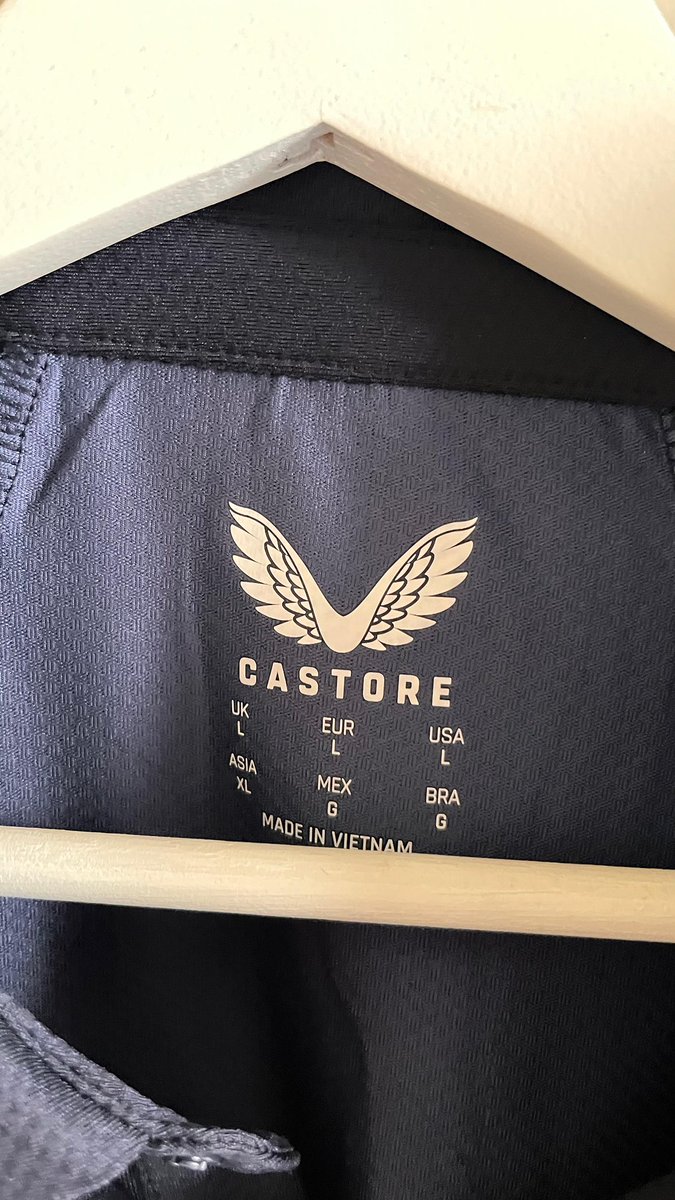 CASTORE
UK EUR USA
L L L
ASIA MEX BRA
XL G G
MADE IN VIETNAM